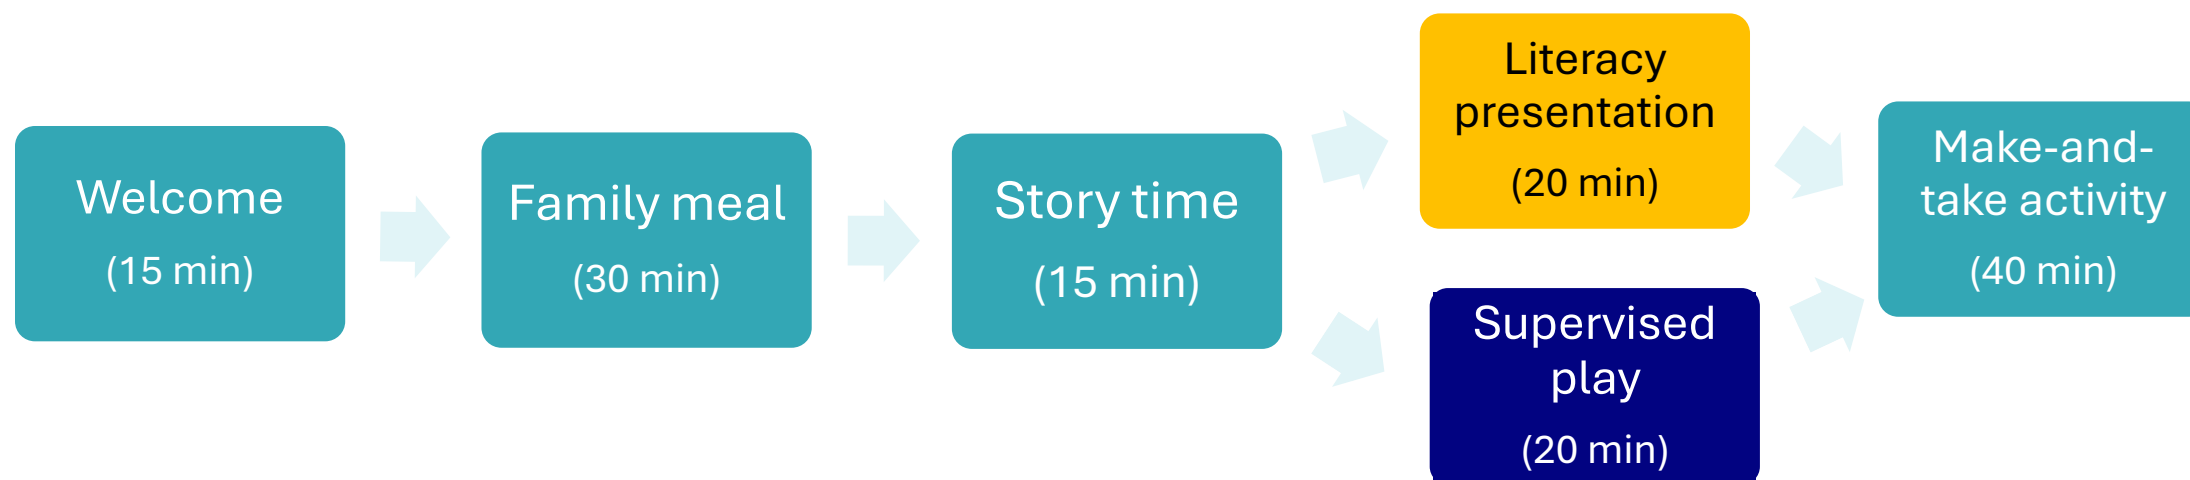 Welcome
(15 min)
Family meal
(30 min)
Story time
(15 min)
Literacy
presentation
(20 min)
Supervised
play
(20 min)
Make-and-
take activity
(40 min)